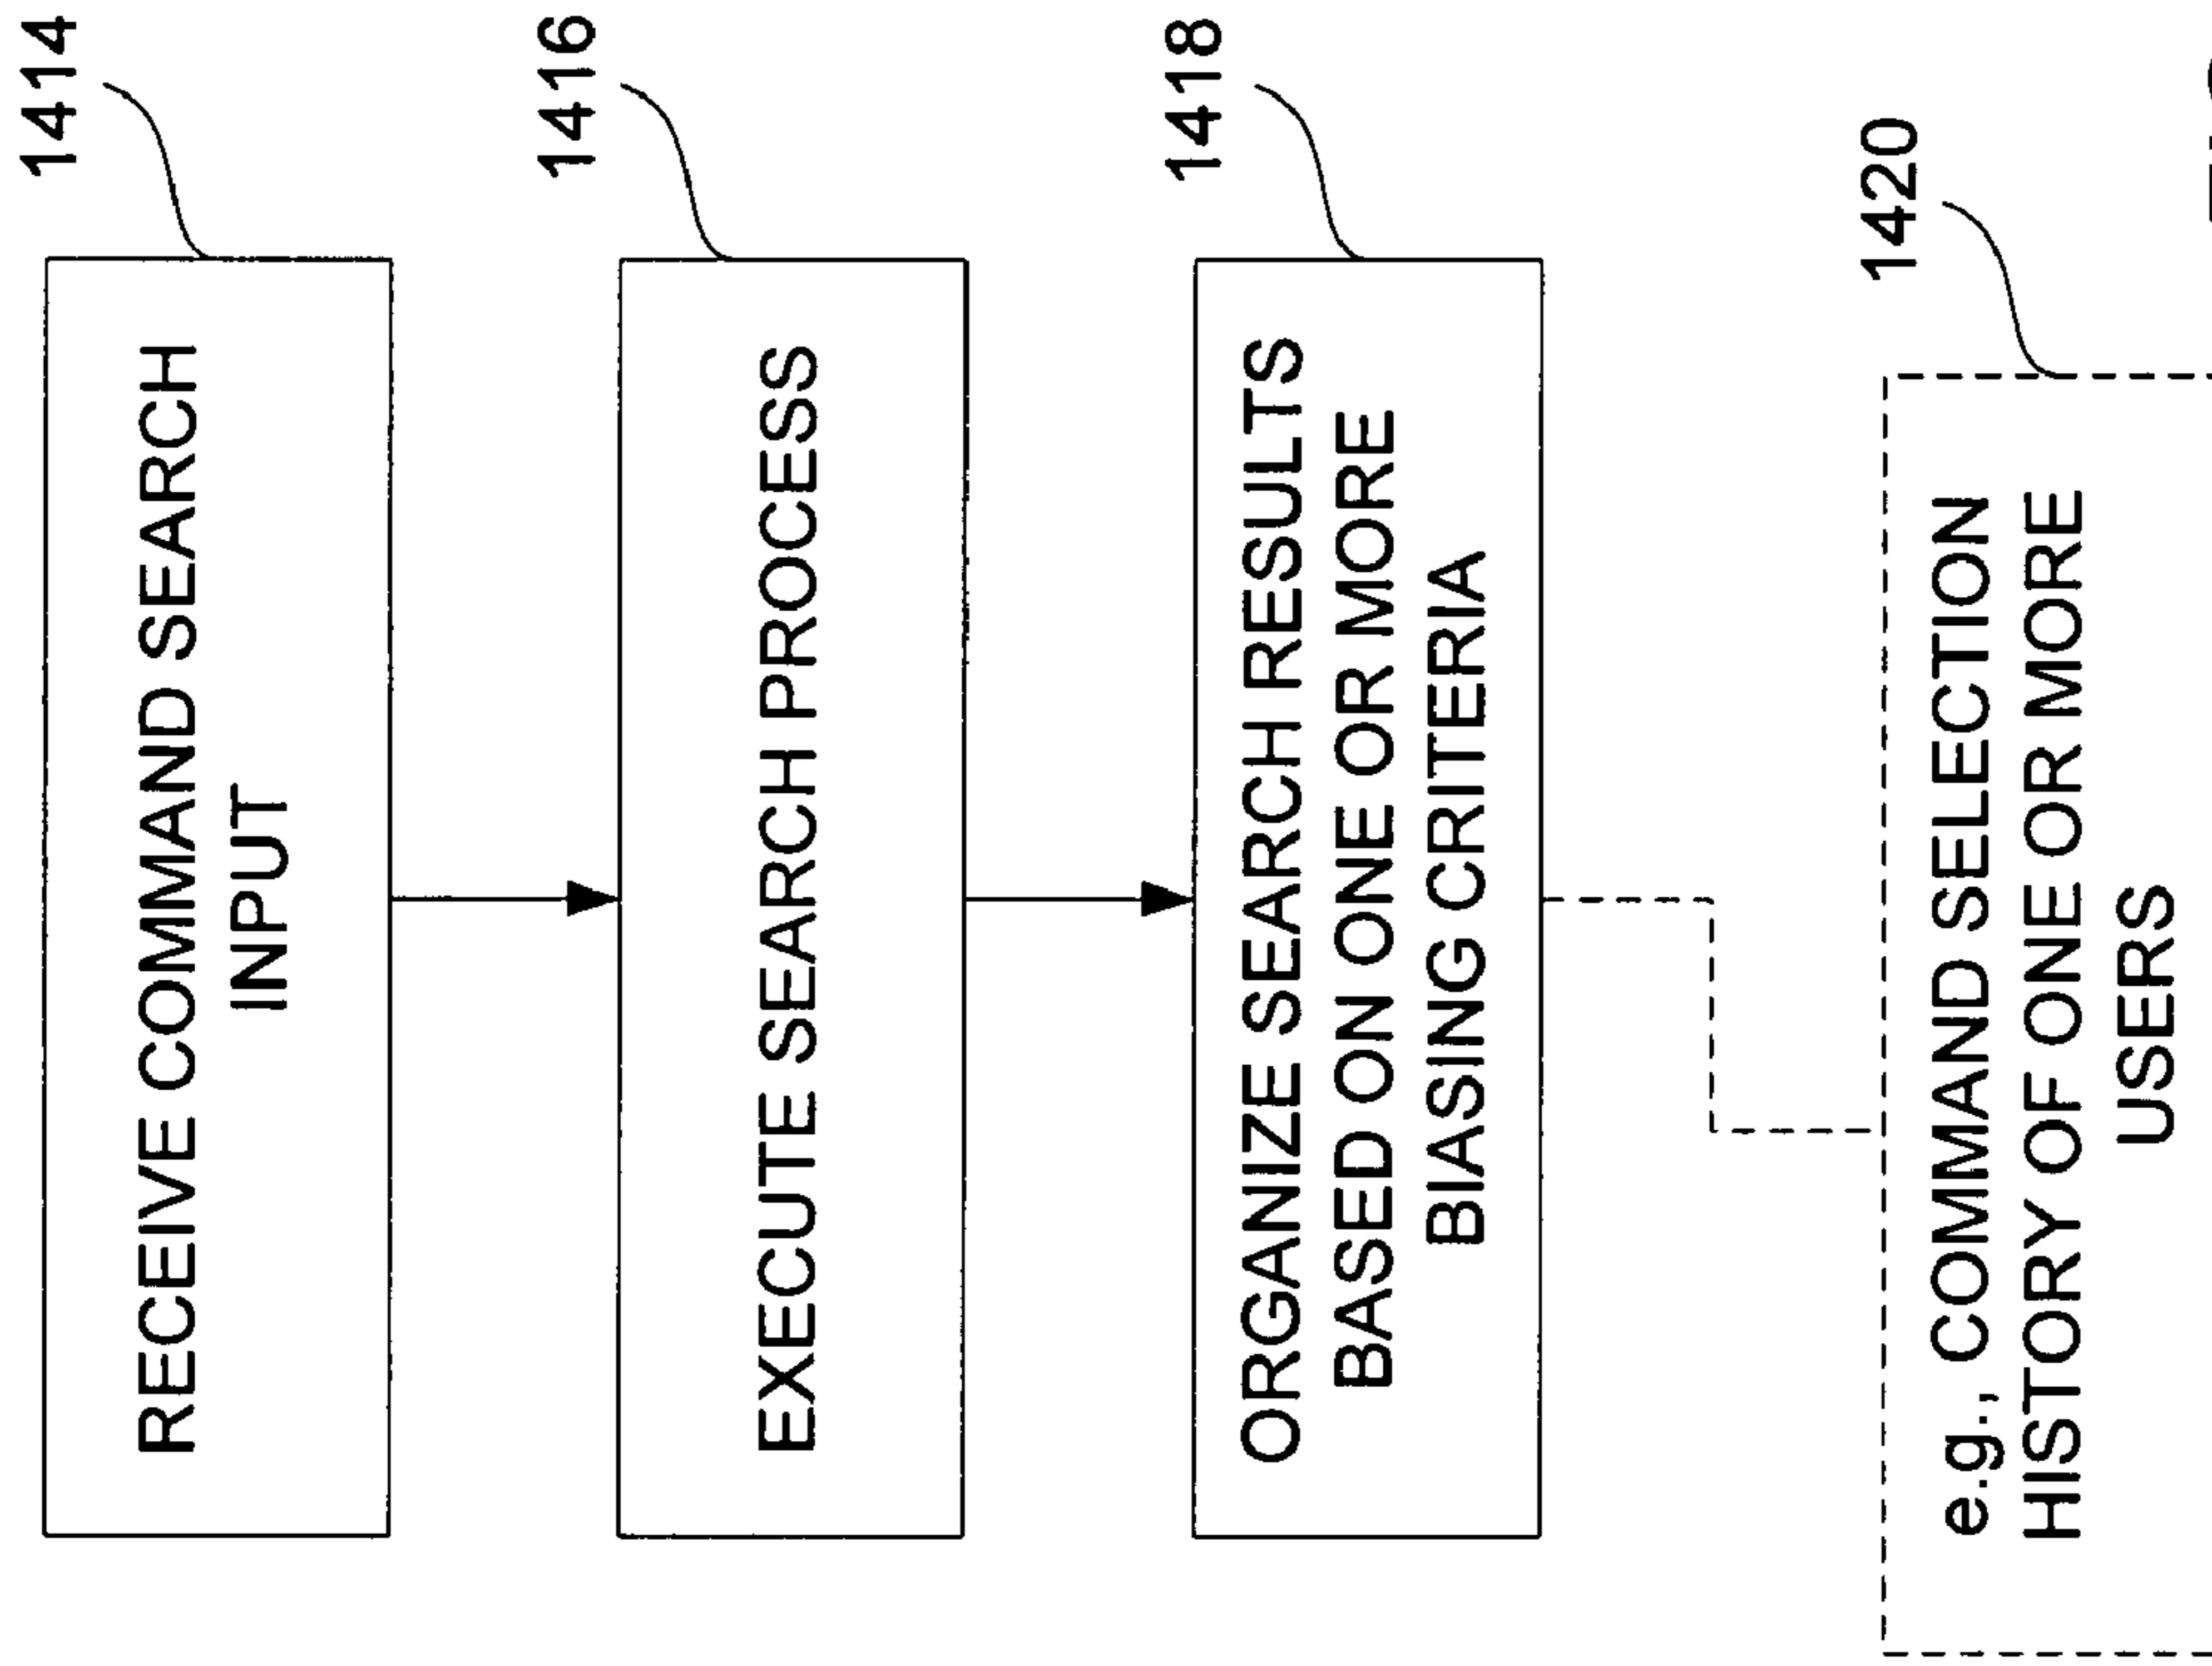 1414
RECEIVE COMMAND SEARCH
INPUT
1416
EXECUTE SEARCH PROCESS
1418
ORGANIZE SEARCH RESULTS
BASED ON ONE OR MORE
BIASING CRITERIA
1420
e.g., COMMAND SELECTION
HISTORY OF ONE OR MORE
USERS